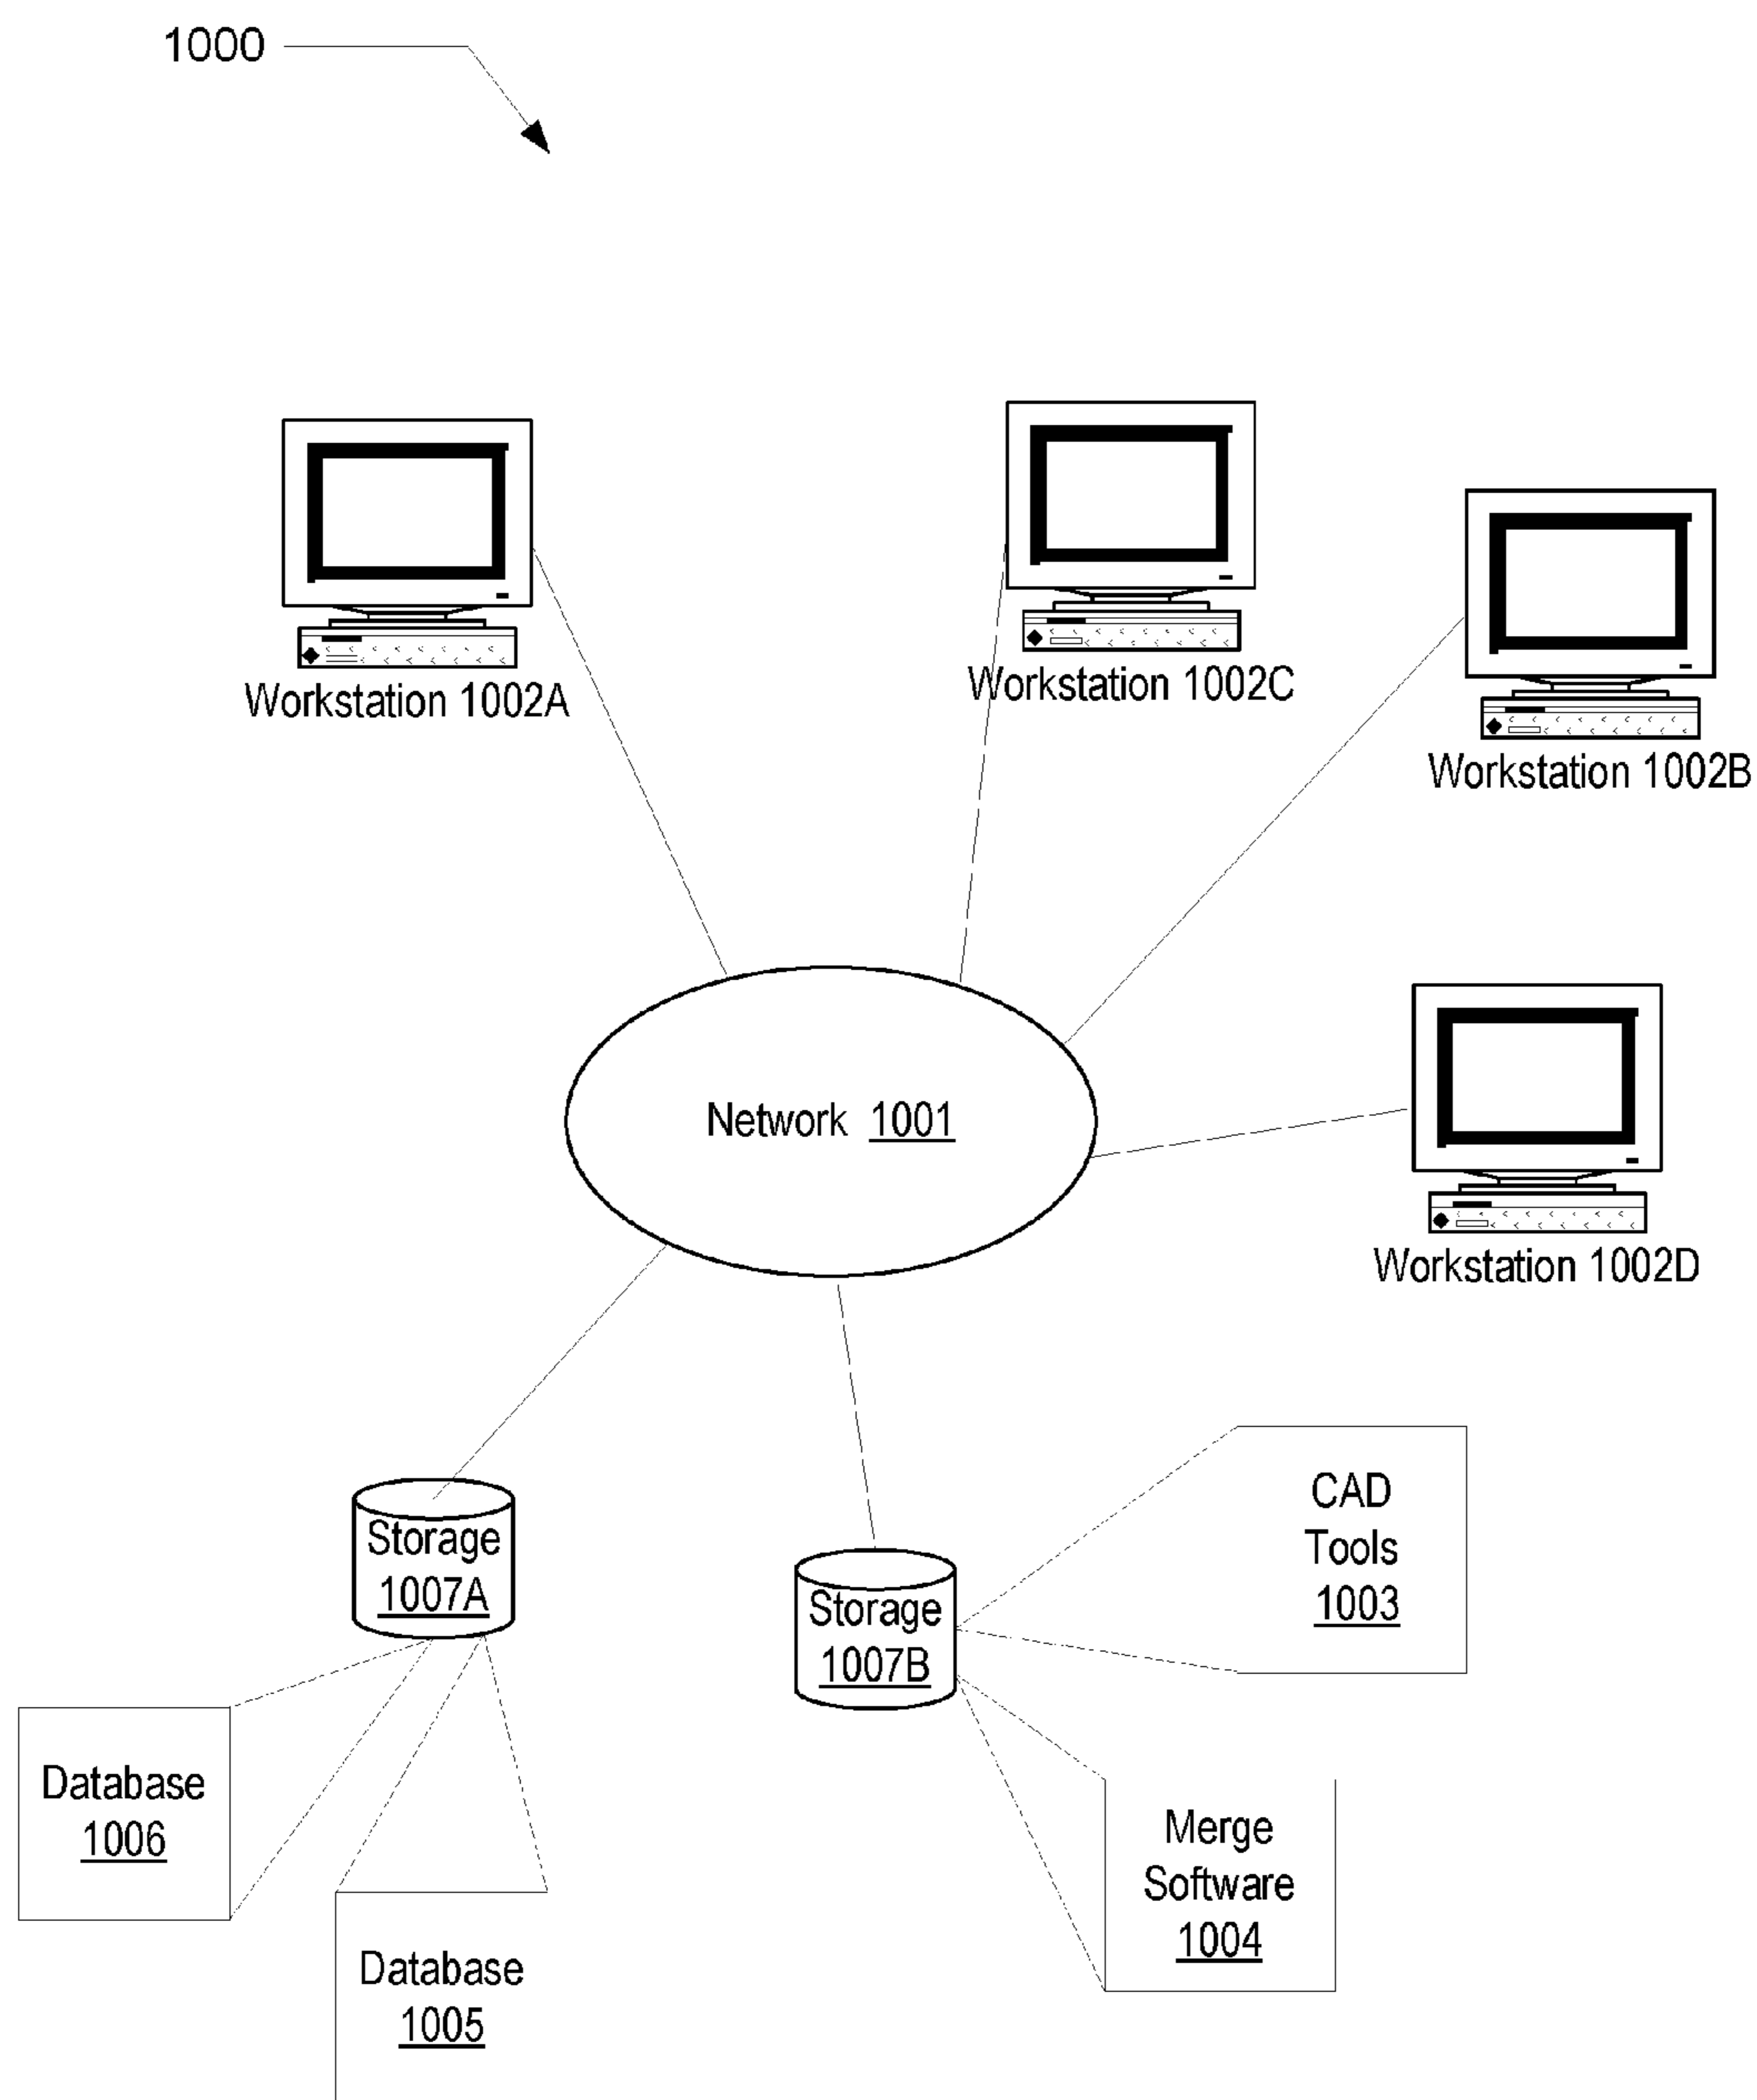 1000
Workstation 1002A
Workstation 1002C
Workstation 1002B
Network 1001
Workstation 1002D
Storage
1007A
Storage
1007B
CAD
Tools
1003
Database
1006
Merge
Software
1004
Database
1005